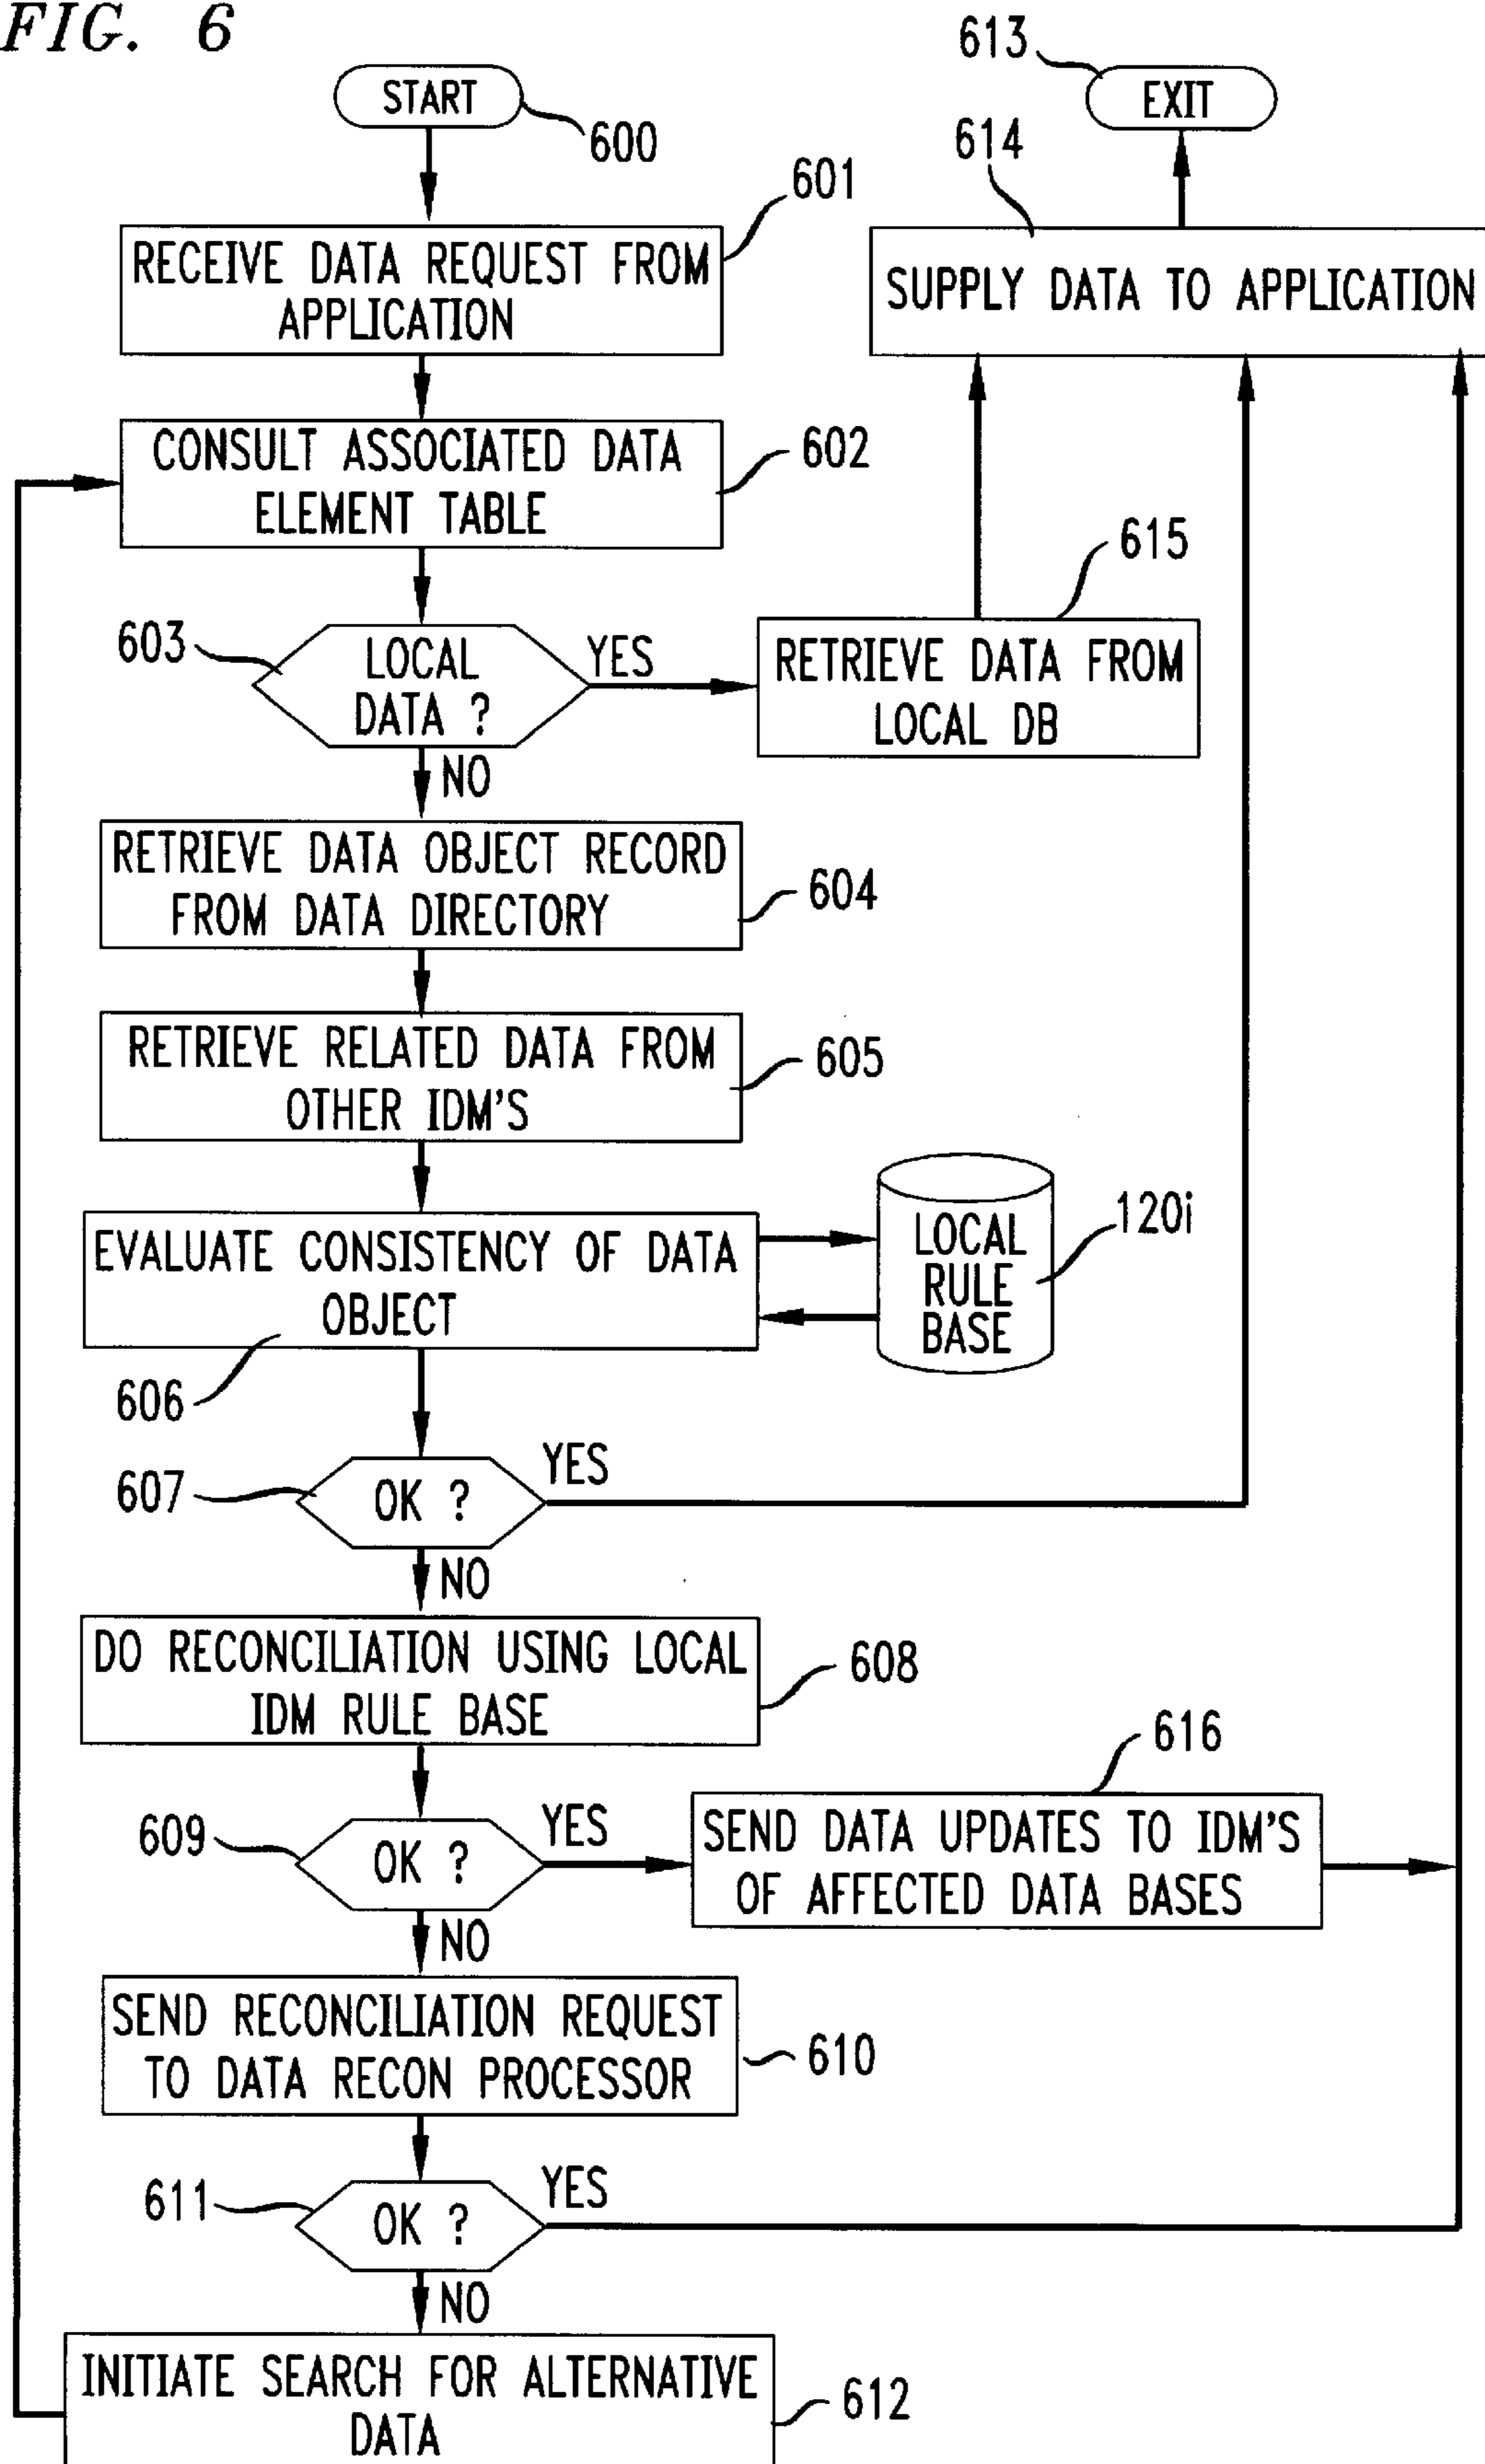 FIG. 6
START
600
613
EXIT
614
601
RECEIVE DATA REQUEST FROM
APPLICATION
SUPPLY DATA TO APPLICATION
CONSULT ASSOCIATED DATA
ELEMENT TABLE
602
603
LOCAL
DATA ?
YES
NO
615
RETRIEVE DATA FROM
LOCAL DB
RETRIEVE DATA OBJECT RECORD
FROM DATA DIRECTORY
604
RETRIEVE RELATED DATA FROM
OTHER IDM'S
605
EVALUATE CONSISTENCY OF DATA
OBJECT
606
LOCAL
RULE
BASE
120i
607
OK ?
YES
NO
DO RECONCILIATION USING LOCAL
IDM RULE BASE
608
609
OK ?
YES
NO
616
SEND DATA UPDATES TO IDM'S
OF AFFECTED DATA BASES
SEND RECONCILIATION REQUEST
TO DATA RECON PROCESSOR
610
611
OK ?
YES
NO
INITIATE SEARCH FOR ALTERNATIVE
DATA
612